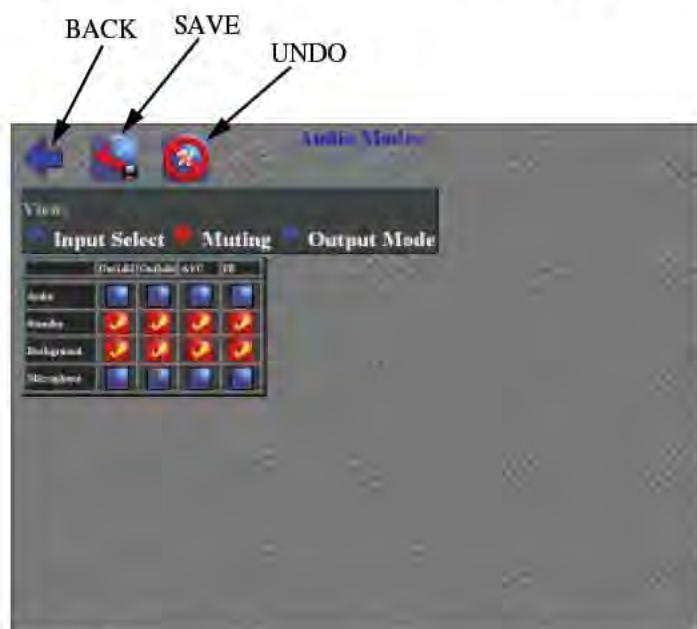 BACK
SAVE
UNDO
Audio Modes
View:
Input Select Muting Output Mode
Audio
Standby
Background
Microphone